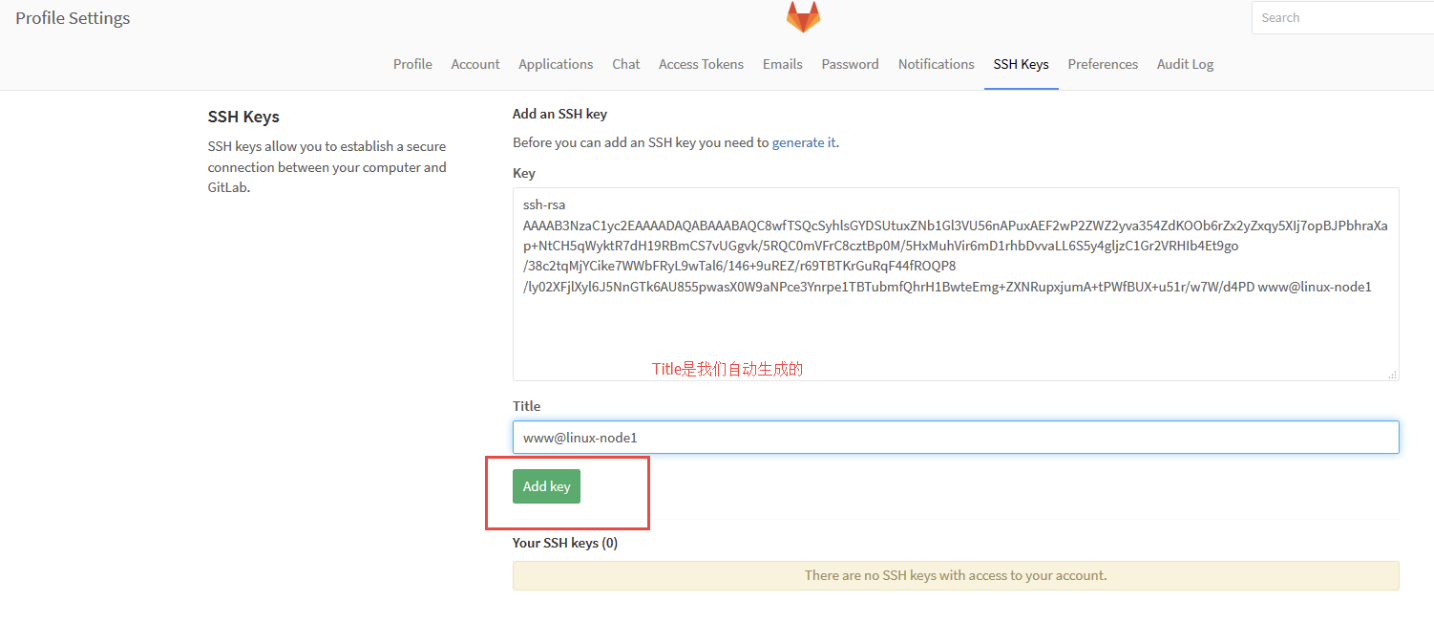 Profile Settings
Search
Profile Account Applications Chat Access Tokens Emails Password Notifications SSH Keys Preferences Audit Log
SSH Keys
SSH keys allow you to establish a secure
connection between your computer and
GitLab.
Add an SSH key
Before you can add an SSH key you need to generate it.
Key
ssh-rsa
AAAAB3NzaC1yc2EAAAADAQABAAABAQC8wfTSQcSyhlsGYDSUtuxZNb1Gl3VU56nAPuxAEF2wP2ZWZ2yva354ZdKOOb6rZx2yZxqy5XIj7opBJPbhraXa
p+NtCH5qWyktR7dH19RBmCS7vUGgvk/5RQC0mVFrC8cztBp0M/5HxMuhVir6mD1rhbDvvaLL6S5y4gljzC1Gr2VRHIb4Et9go
/38c2tqMjYCike7WWbFRyL9wTal6/146+9uREZ/r69TBTKrGuRqF44fROQP8
/ly02XFjlXyl6J5NnGTk6AU855pwasX0W9aNPce3Ynrpe1TBTubmfQhrH1BwteEmg+ZXNRupxjumA+tPWfBUX+u51r/w7W/d4PD www@linux-node1
Title是我们自动生成的
Title
www@linux-node1
Add key
Your SSH keys (0)
There are no SSH keys with access to your account.